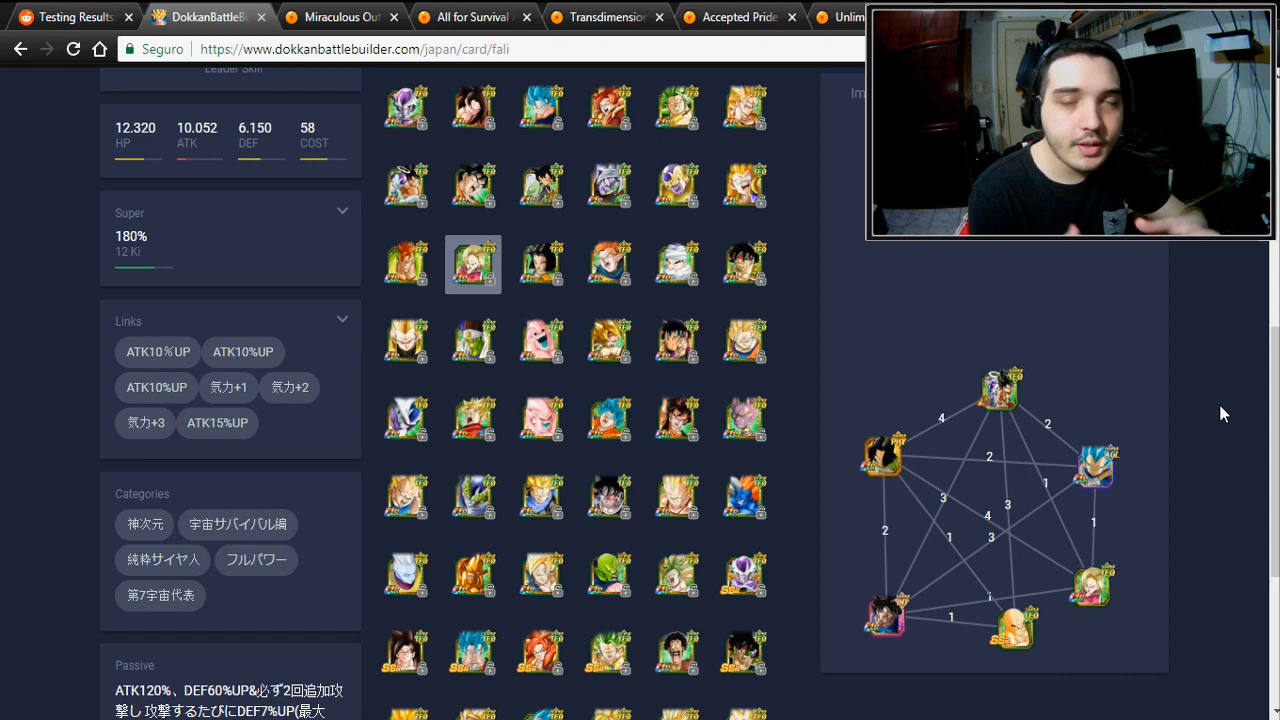 Testing Results:
DokkanBattleBu
Miraculous Out
All for Survival
Transdimension
Accepted Pride
Unlim
Seguro
https://www.dokkanbattlebuilder.com/japan/card/fali
Leader Skill
12.320 10.052 6.150 58
HP ATK DEF COST
Super
180%
12 Ki
Links
ATK10%UP ATK10%UP
ATK10%UP 気力+1 気力+2
気力+3 ATK15%UP
Categories
神次元 宇宙サバイバル編
純粋サイヤ人 フルパワー
第7宇宙代表
Passive
ATK120%、DEF60%UP&必ず2回追加攻
撃し攻撃するたびにDEF7%UP(最大
Im
TEQ
4
2
PHY
2
AGL
3
1
3
4
2
1
3
1
1
1
SSR